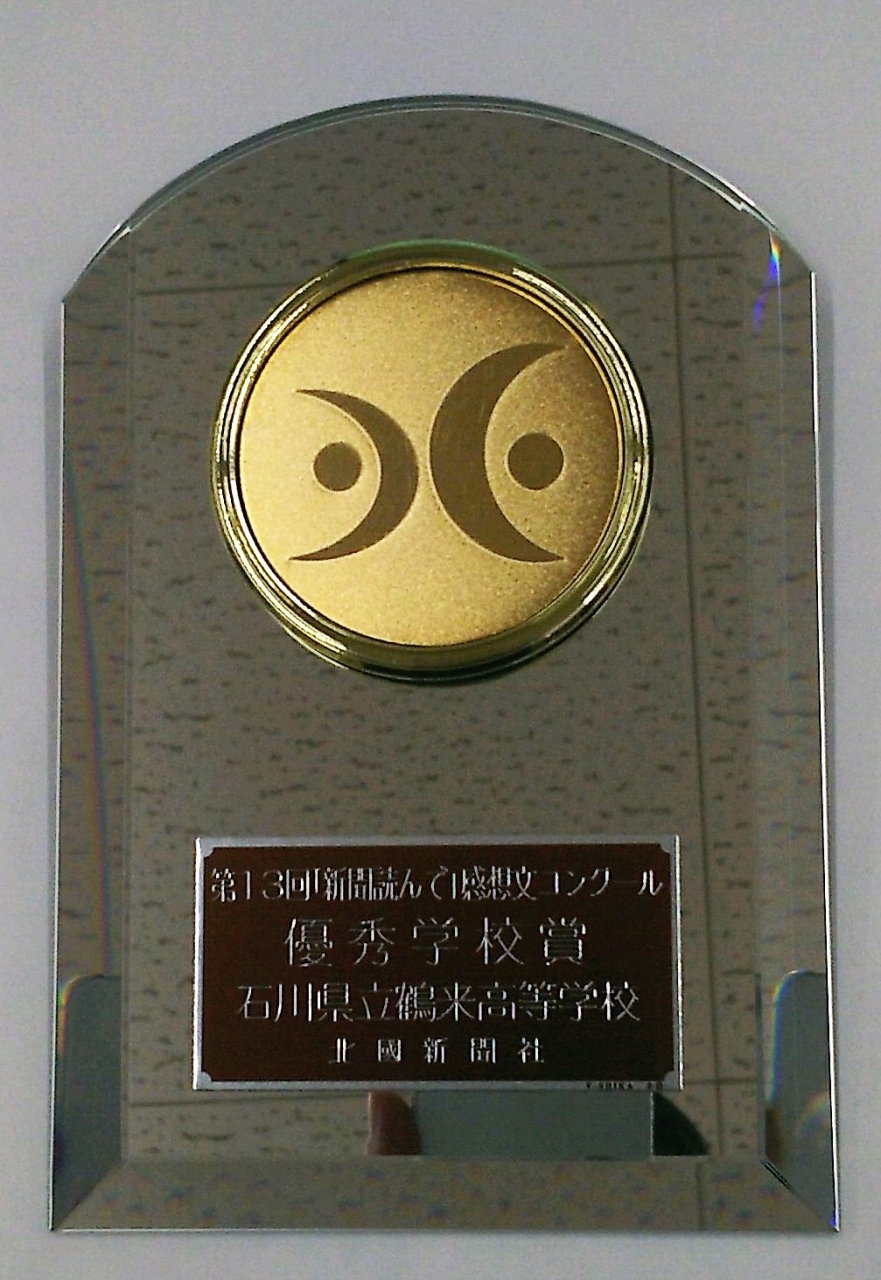 第13回「新聞読んで」感想文コンクール
優秀学校賞
石川県立鶴来高等学校
北國新聞社